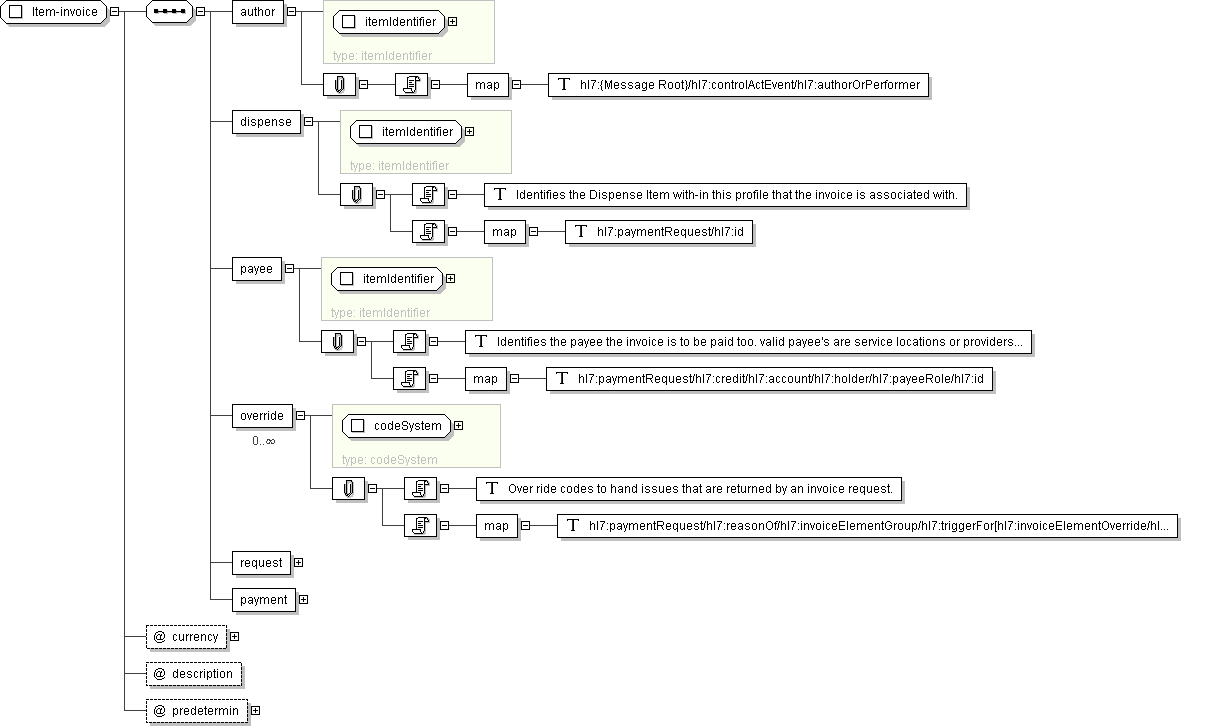 Item-invoice
author
itemIdentifier
type: itemIdentifier
map
T hl7:{Message Root}/hl7:controlActEvent/hl7:authorOrPerformer
dispense
itemIdentifier
type: itemIdentifier
T Identifies the Dispense Item with-in this profile that the invoice is associated with.
map
T hl7:paymentRequest/hl7:id
payee
itemIdentifier
type: itemIdentifier
T Identifies the payee the invoice is to be paid too. valid payee's are service locations or providers...
map
T hl7:paymentRequest/hl7:credit/hl7:account/hl7:holder/hl7:payeeRole/hl7:id
override
0..∞
codeSystem
type: codeSystem
T Over ride codes to hand issues that are returned by an invoice request.
map
T hl7:paymentRequest/hl7:reasonOf/hl7:invoiceElementGroup/hl7:triggerFor[hl7:invoiceElementOverride/hl...
request
payment
@ currency
@ description
@ predetermin